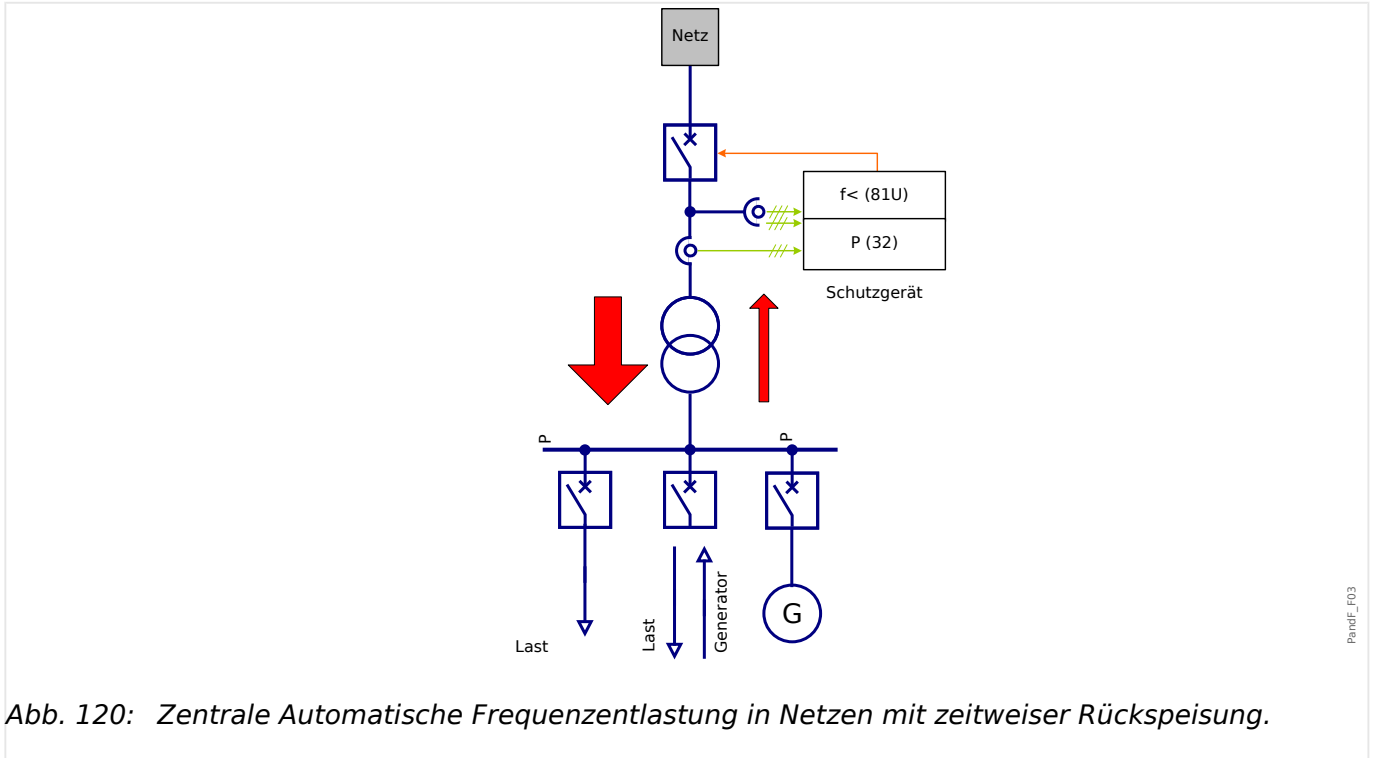 Netz
f< (81U)
P (32)
Schutzgerät
P
P
Last
Last
Generator
G
PandF_F03
Abb. 120: Zentrale Automatische Frequenzentlastung in Netzen mit zeitweiser Rückspeisung.